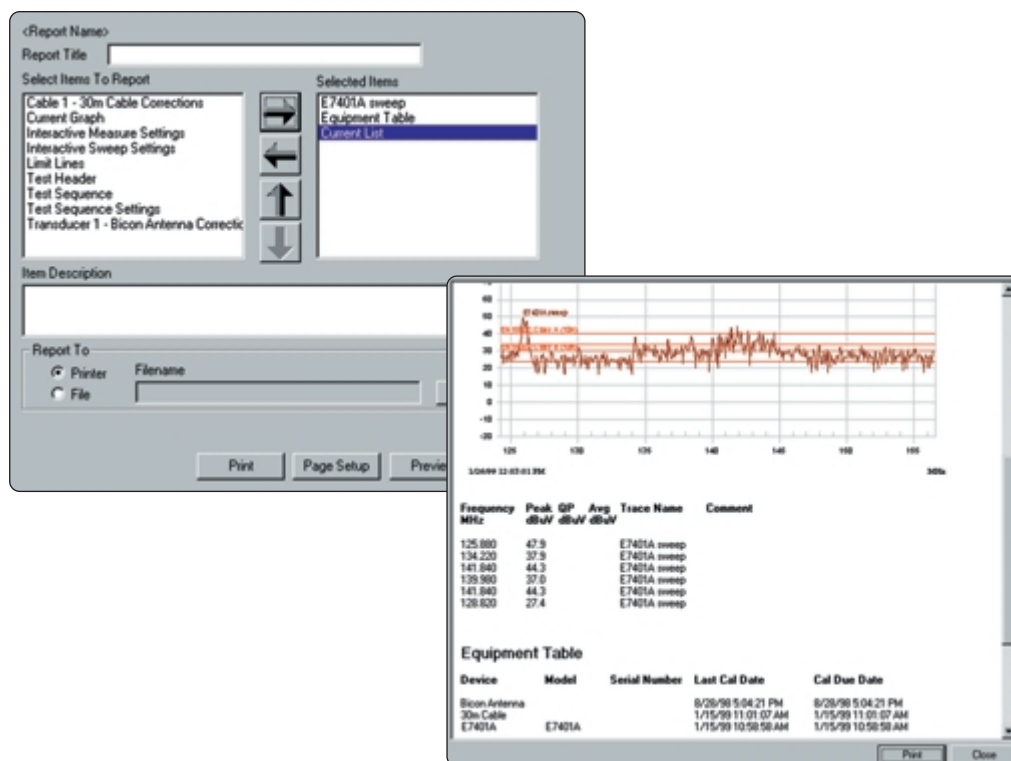 <Report Name>
Report Title
Select Items To Report
Cable 1 - 30m Cable Corrections
Current Graph
Interactive Measure Settings
Interactive Sweep Settings
Limit Lines
Test Header
Test Sequence
Test Sequence Settings
Transducer 1 - Bicon Antenna Correctic
Selected Items
E7401A sweep
Equipment Table
Current List
Item Description
Report To
Printer
File
Filename
Print
Page Setup
Previe
60
50
40
30
20
10
0
-10
-20
E7401A sweep
125
130
135
140
150
155
Frequency MHz
Peak dBuV
QP dBuV
Avg dBuV
Trace Name
Comment
125.880 47.9 E7401A sweep
134.220 37.9 E7401A sweep
141.840 44.3 E7401A sweep
139.980 37.0 E7401A sweep
141.840 44.3 E7401A sweep
128.820 27.4 E7401A sweep
Equipment Table
Device Model Serial Number Last Cal Date Cal Due Date
Bicon Antenna 8/28/98 5:04:21 PM 8/28/98 5:04:21 PM
30m Cable 1/15/99 11:01:07 AM 1/15/99 11:01:07 AM
E7401A E7401A 1/15/99 10:58:58 AM 1/15/99 10:58:58 AM
Print
Close